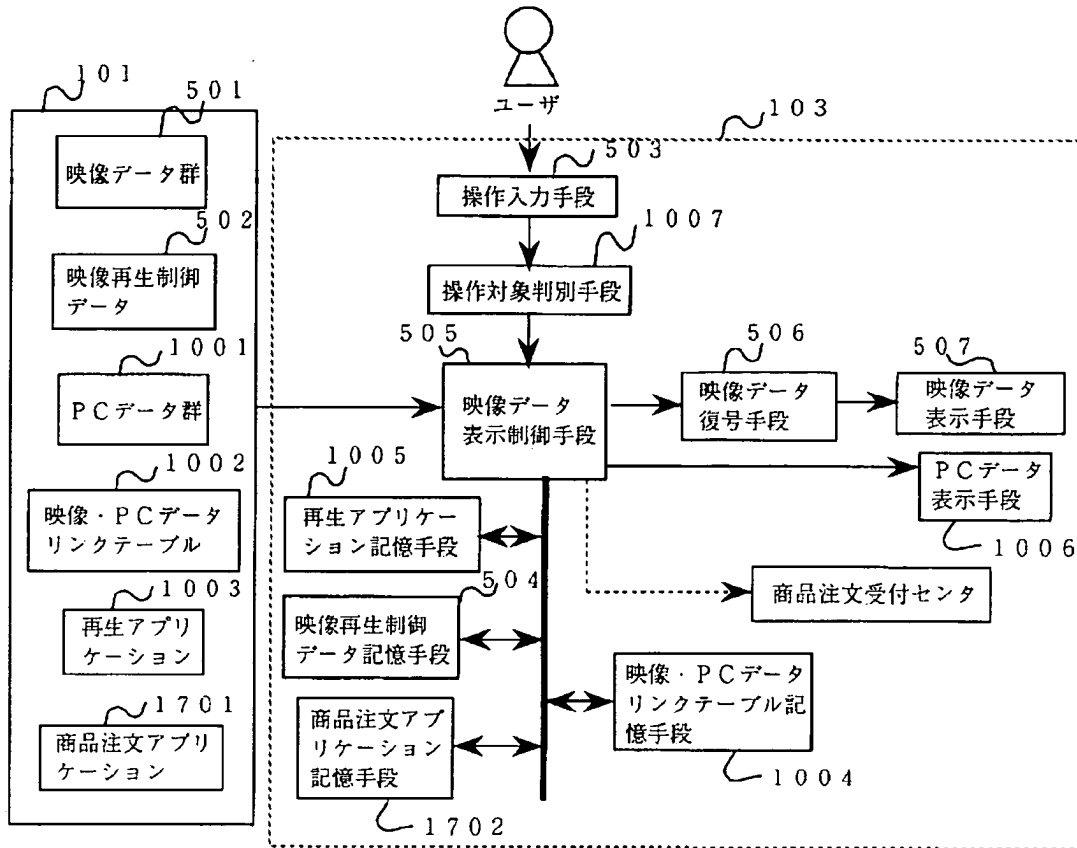 ユーザ
101
501
映像データ群
502
映像再生制御
データ
1001
PCデータ群
1002
映像・PCデータ
リンクテーブル
1003
再生アプリ
ケーション
1701
商品注文アプリ
ケーション
103
503
操作入力手段
1007
操作対象判別手段
505
映像データ
表示制御手段
506
映像データ
復号手段
507
映像データ
表示手段
PCデータ
表示手段
1006
1005
再生アプリケー
ション記憶手段
504
映像再生制御
データ記憶手段
商品注文アプ
リケーション
記憶手段
1702
商品注文受付センタ
映像・PCデータ
リンクテーブル記
憶手段
1004